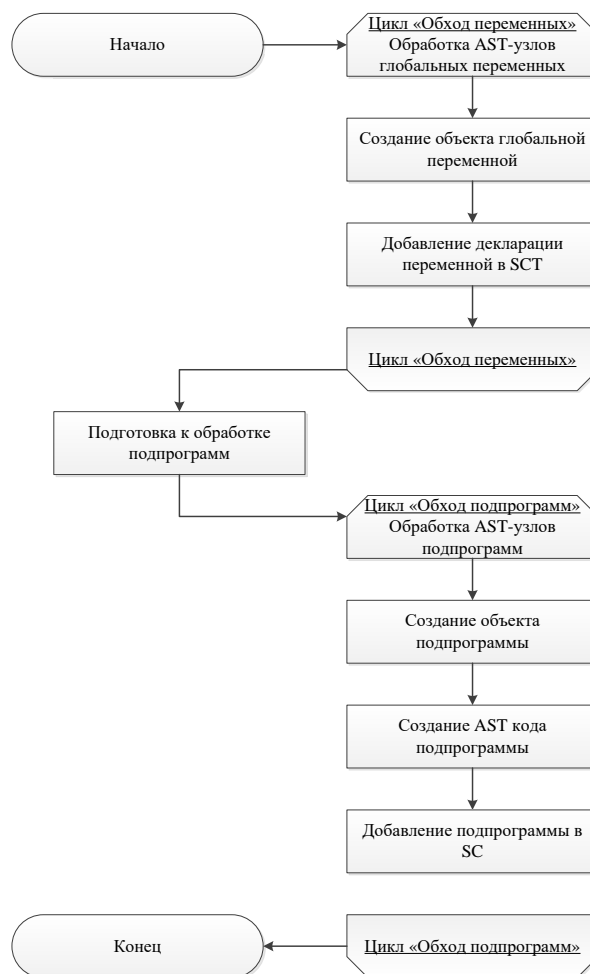 Начало
Цикл «Обход переменных»
Обработка AST-узлов
глобальных переменных
Создание объекта глобальной
переменной
Добавление декларации
переменной в SCT
Цикл «Обход переменных»
Подготовка к обработке
подпрограмм
Цикл «Обход подпрограмм»
Обработка AST-узлов
подпрограмм
Создание объекта
подпрограммы
Создание AST кода
подпрограммы
Добавление подпрограммы в
SC
Конец
Цикл «Обход подпрограмм»